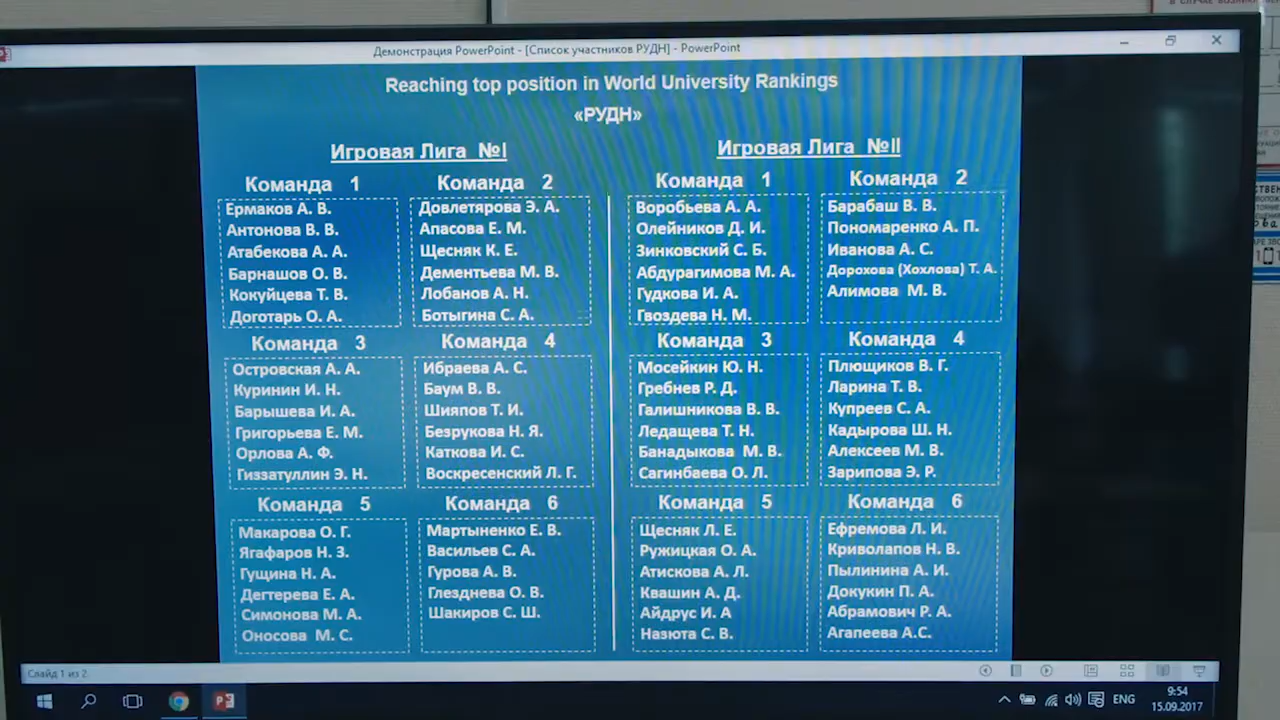 Демонстрация PowerPoint - [Список участников РУДН] - PowerPoint
Reaching top position in World University Rankings
«РУДН»
Игровая Лига №I
Команда 1
Ермаков А. В.
Антонова В. В.
Атабекова А. А.
Барнашов О. В.
Кокуйцева Т. В.
Доготарь О. А.
Команда 2
Довлетярова Э. А.
Апасова Е. М.
Щесняк К. Е.
Дементьева М. В.
Лобанов А. Н.
Ботыгина С. А.
Команда 3
Островская А. А.
Куринин И. Н.
Барышева И. А.
Григорьева Е. М.
Орлова А. Ф.
Гиззатуллин Э. Н.
Команда 4
Ибраева А. С.
Баум В. В.
Шияпов Т. И.
Безрукова Н. Я.
Каткова И. С.
Воскресенский Л. Г.
Команда 5
Макарова О. Г.
Ягафаров Н. З.
Гущина Н. А.
Дегтерева Е. А.
Симонова М. А.
Оносова М. С.
Команда 6
Мартыненко Е. В.
Васильев С. А.
Гурова А. В.
Глезднева О. В.
Шакиров С. Ш.
Игровая Лига №II
Команда 1
Воробьева А. А.
Олейников Д. И.
Зинковский С. Б.
Абдурагимова М. А.
Гудкова И. А.
Гвоздева Н. М.
Команда 2
Барабаш В. В.
Пономаренко А. П.
Иванова А. С.
Дорохова (Хохлова) Т. А.
Алимова М. В.
Команда 3
Мосейкин Ю. Н.
Гребнев Р. Д.
Галишникова В. В.
Ледащева Т. Н.
Банадыкова М. В.
Сагинбаева О. Л.
Команда 4
Плющиков В. Г.
Ларина Т. В.
Купреев С. А.
Кадырова Ш. Н.
Алексеев М. В.
Зарипова Э. Р.
Команда 5
Щесняк Л. Е.
Ружицкая О. А.
Атискова А. Л.
Квашин А. Д.
Айдрус И. А
Назюта С. В.
Команда 6
Ефремова Л. И.
Криволапов Н. В.
Пылинина А. И.
Докукин П. А.
Абрамович Р. А.
Агапеева А.С.
Слайд 1 из 2
ENG
9:54
15.09.2017